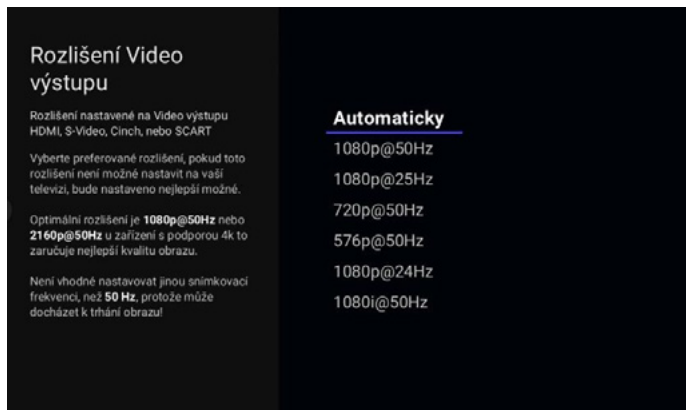 Rozlišení Video
výstupu
Rozlišení nastavené na Video výstupu
HDMI, S-Video, Cinch, nebo SCART
Vyberte preferované rozlišení, pokud toto
rozlišení není možné nastavit na vaší
televizi, bude nastaveno nejlepší možné.
Optimální rozlišení je 1080p@50Hz nebo
2160p@50Hz u zařízení s podporou 4k to
zaručuje nejlepší kvalitu obrazu.
Není vhodné nastavovat jinou snímkovací
frekvenci, než 50 Hz, protože může
docházet k trhání obrazu!
Automaticky
1080p@50Hz
1080p@25Hz
720p@50Hz
576p@50Hz
1080p@24Hz
1080i@50Hz